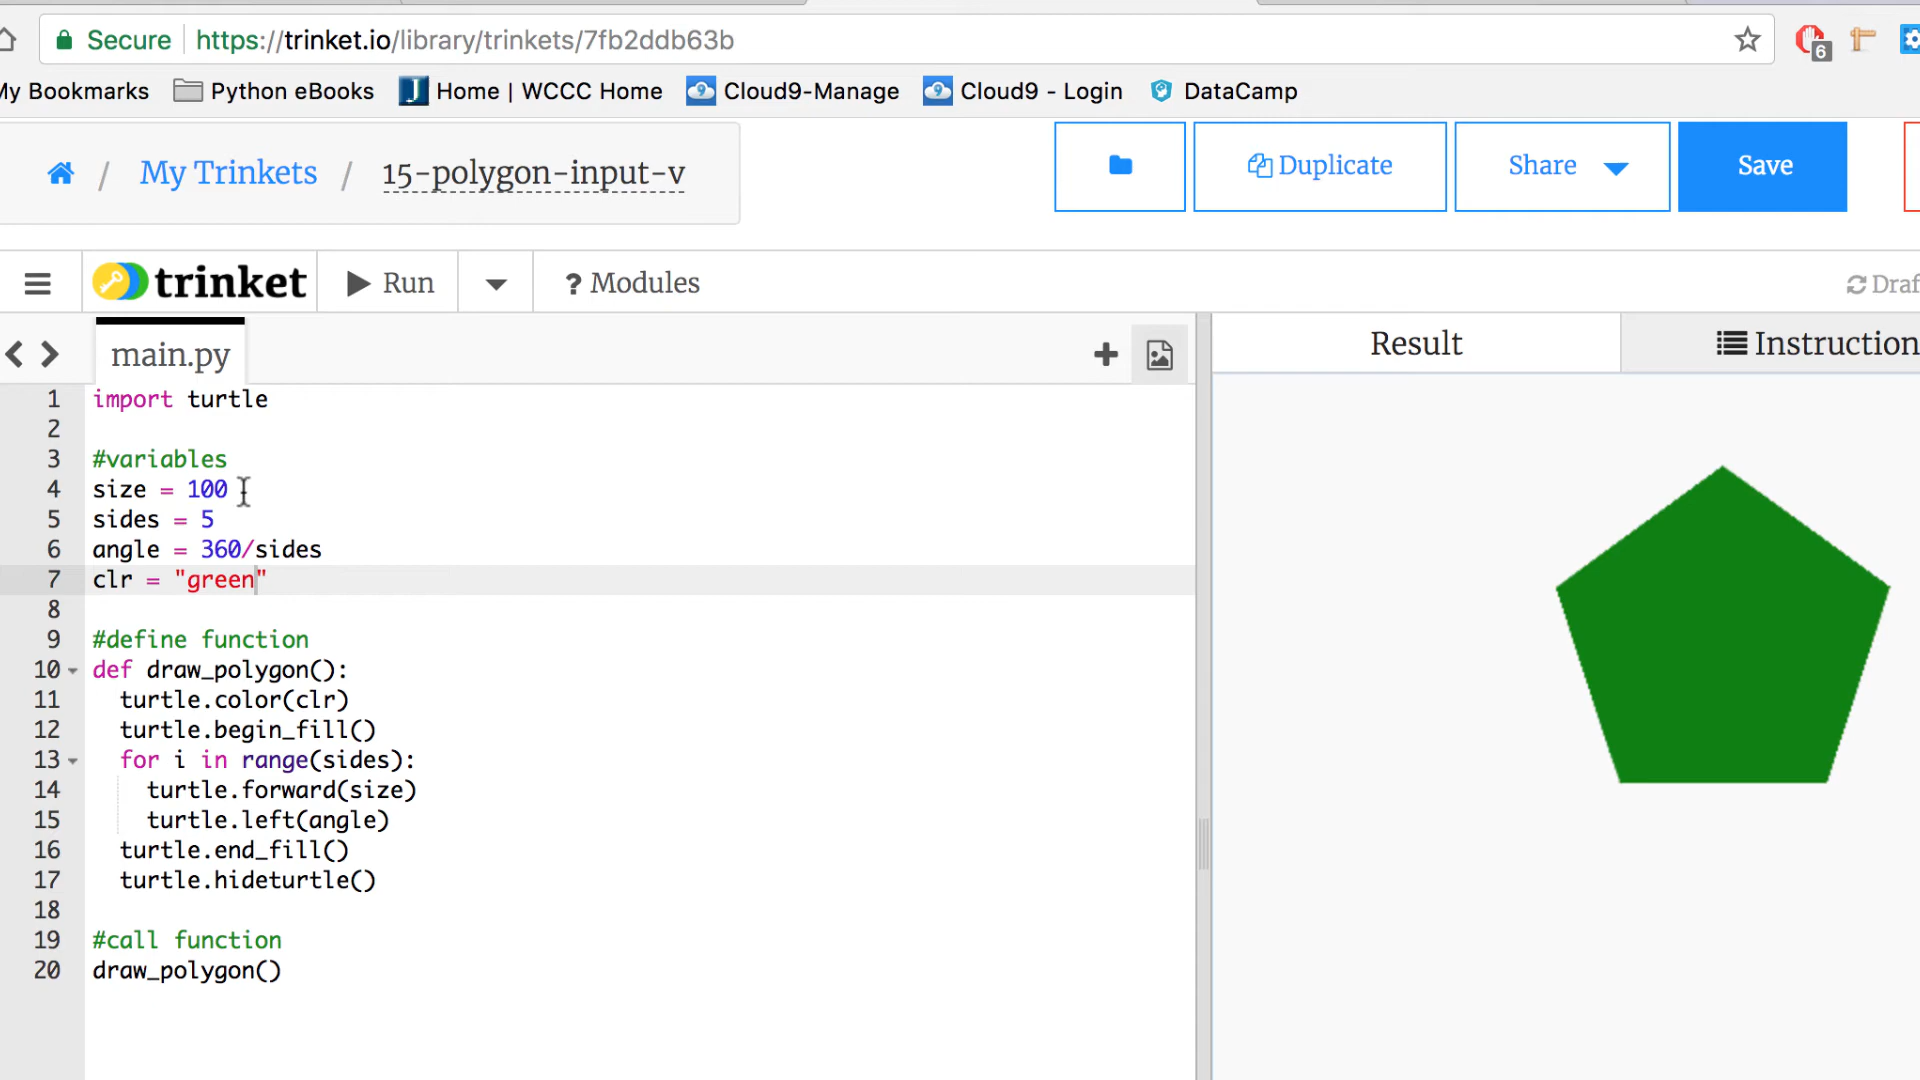 Secure https://trinket.io/library/trinkets/7fb2ddb63b 6
My Bookmarks Python eBooks Home | WCCC Home Cloud9-Manage Cloud9 - Login DataCamp
/ My Trinkets / 15-polygon-input-v Duplicate Share Save
trinket Run ? Modules Draf
main.py Result Instruction
1 import turtle
2
3 #variables
4 size = 100
5 sides = 5
6 angle = 360/sides
7 clr = "green"
8
9 #define function
10 def draw_polygon():
11 turtle.color(clr)
12 turtle.begin_fill()
13 for i in range(sides):
14 turtle.forward(size)
15 turtle.left(angle)
16 turtle.end_fill()
17 turtle.hideturtle()
18
19 #call function
20 draw_polygon()